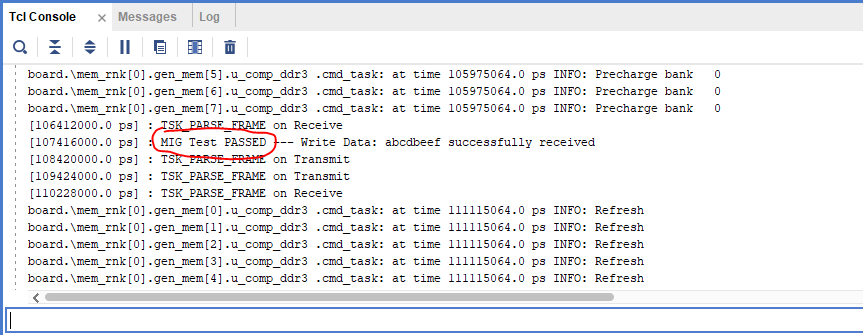 Tcl Console × Messages Log
board.\mem_rnk[0].gen_mem[5].u_comp_ddr3 .cmd_task: at time 105975064.0 ps INFO: Precharge bank 0
board.\mem_rnk[0].gen_mem[6].u_comp_ddr3 .cmd_task: at time 105975064.0 ps INFO: Precharge bank 0
board.\mem_rnk[0].gen_mem[7].u_comp_ddr3 .cmd_task: at time 105975064.0 ps INFO: Precharge bank 0
[106412000.0 ps] : TSK_PARSE_FRAME on Receive
[107416000.0 ps] : MIG Test PASSED --- Write Data: abcdbeef successfully received
[108420000.0 ps] : TSK_PARSE_FRAME on Transmit
[109424000.0 ps] : TSK_PARSE_FRAME on Transmit
[110228000.0 ps] : TSK_PARSE_FRAME on Receive
board.\mem_rnk[0].gen_mem[0].u_comp_ddr3 .cmd_task: at time 111115064.0 ps INFO: Refresh
board.\mem_rnk[0].gen_mem[1].u_comp_ddr3 .cmd_task: at time 111115064.0 ps INFO: Refresh
board.\mem_rnk[0].gen_mem[2].u_comp_ddr3 .cmd_task: at time 111115064.0 ps INFO: Refresh
board.\mem_rnk[0].gen_mem[3].u_comp_ddr3 .cmd_task: at time 111115064.0 ps INFO: Refresh
board.\mem_rnk[0].gen_mem[4].u_comp_ddr3 .cmd_task: at time 111115064.0 ps INFO: Refresh